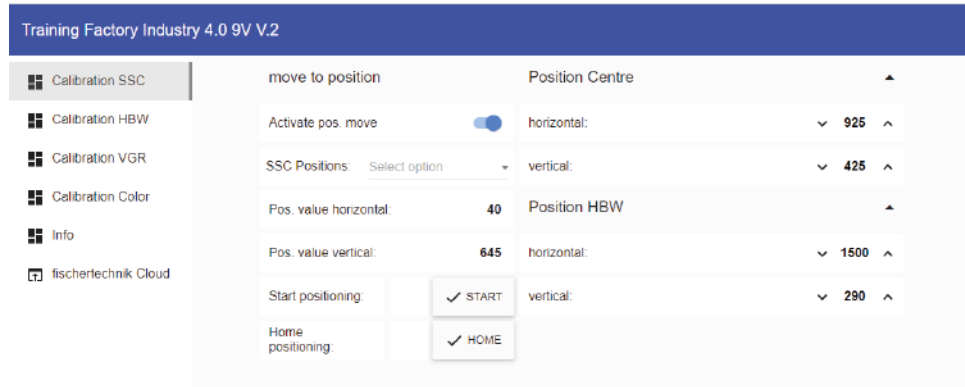 Training Factory Industry 4.0 9V V.2
Calibration SSC
Calibration HBW
Calibration VGR
Calibration Color
Info
fischertechnik Cloud
move to position
Activate pos. move
SSC Positions: Select option
Pos. value horizontal: 40
Pos. value vertical: 645
Start positioning: START
Home
positioning: HOME
Position Centre
horizontal: 925
vertical: 425
Position HBW
horizontal: 1500
vertical: 290